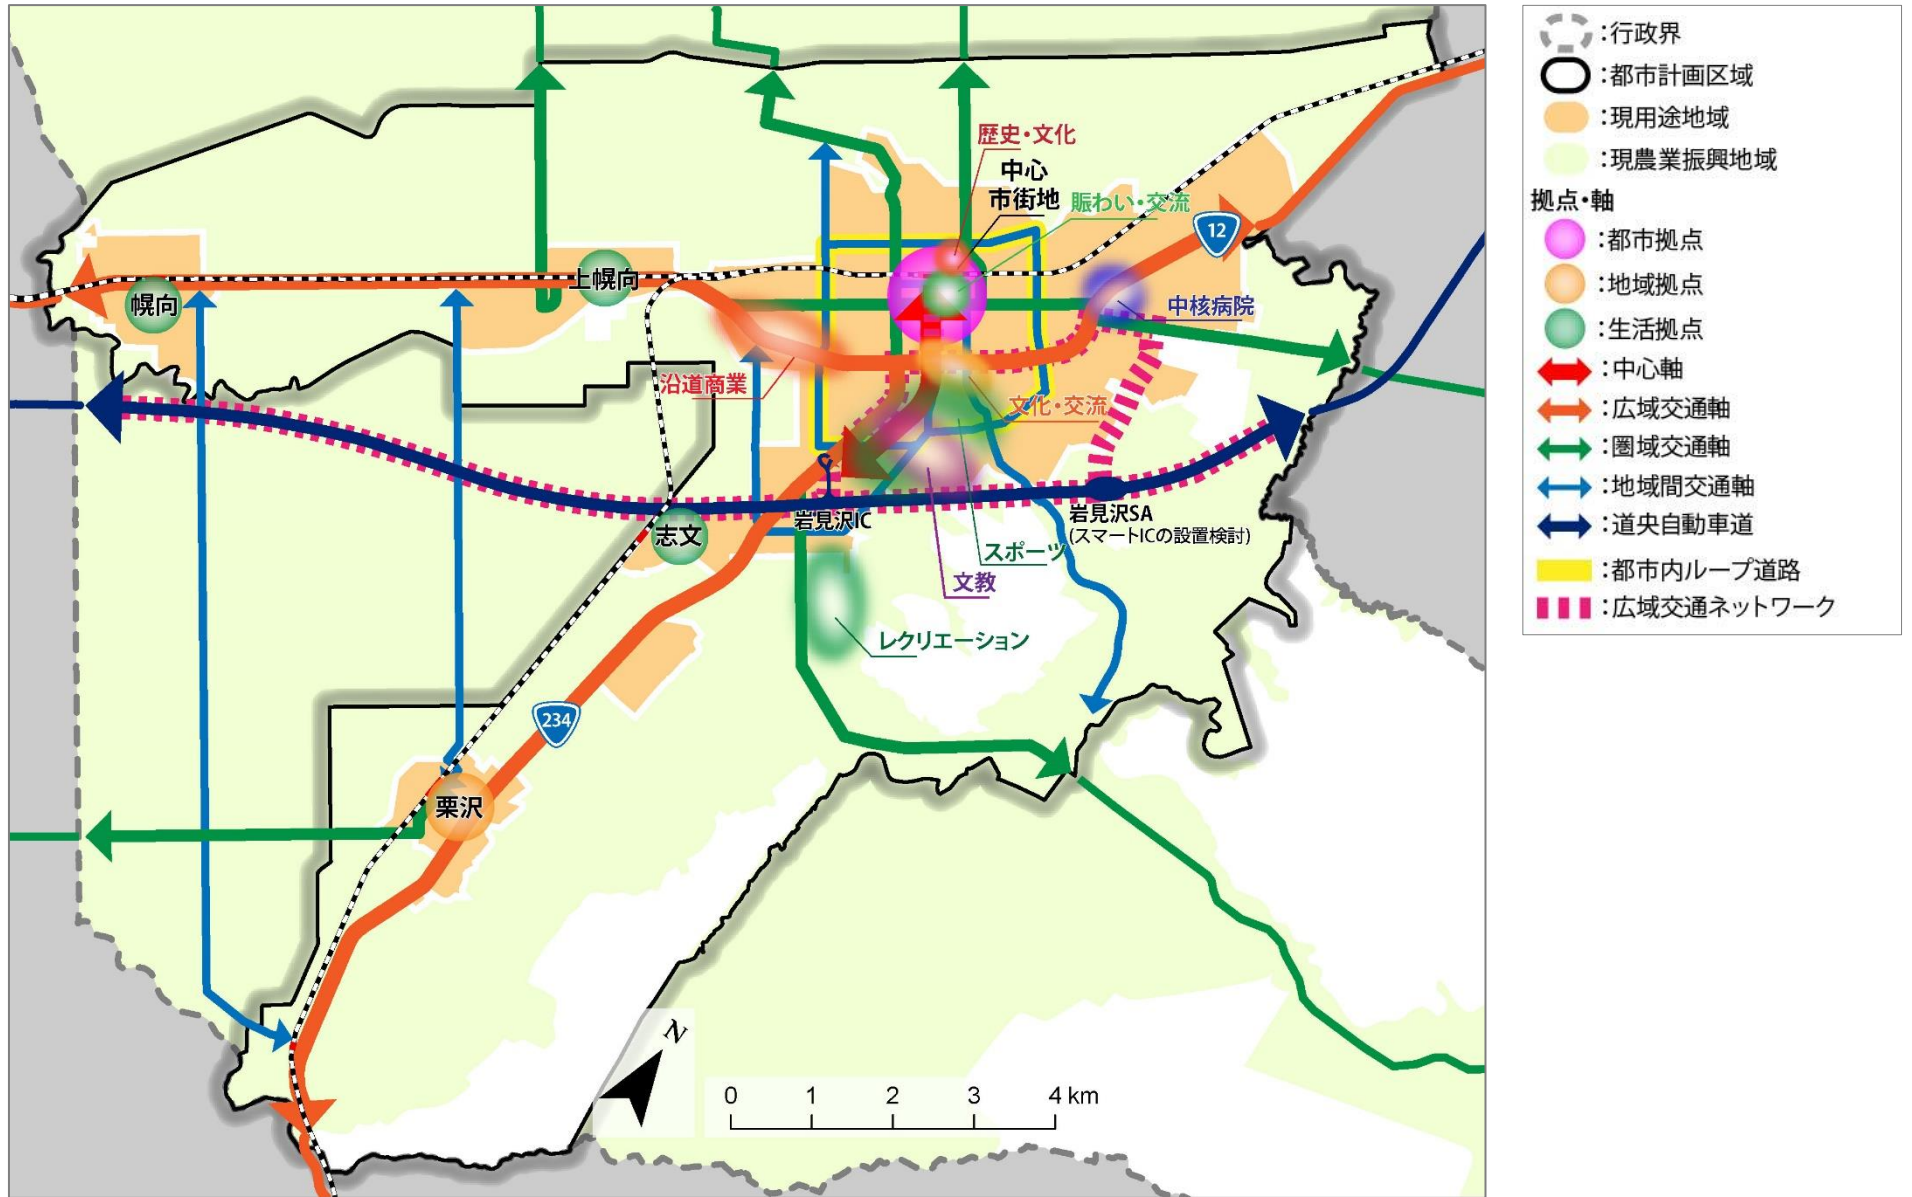 歴史・文化
中心
市街地
賑わい・交流
12
上幌向
幌向
中核病院
沿道商業
文化・交流
岩見沢IC
岩見沢SA
(スマートICの設置検討)
志文
スポーツ
文教
レクリエーション
234
栗沢
N
0 1 2 3 4 km
:行政界
:都市計画区域
:現用途地域
:現農業振興地域
拠点・軸
:都市拠点
:地域拠点
:生活拠点
:中心軸
:広域交通軸
:圏域交通軸
:地域間交通軸
:道央自動車道
:都市内ループ道路
:広域交通ネットワーク